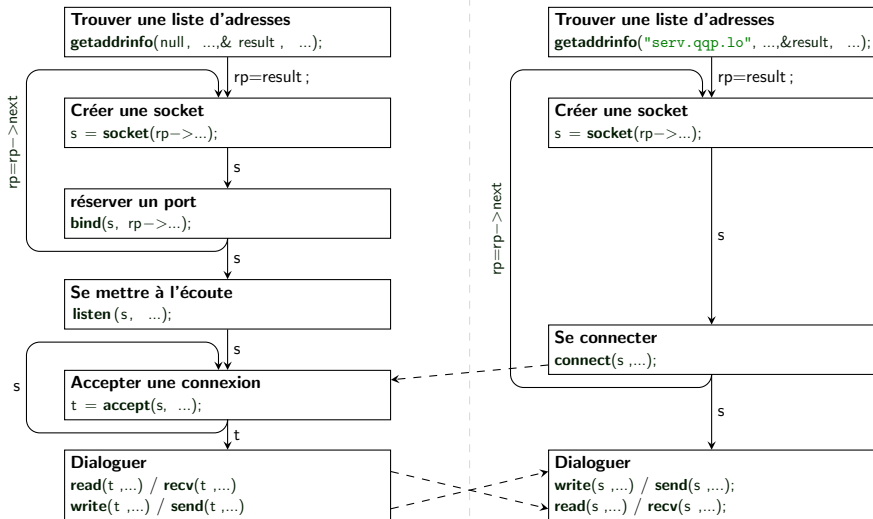 Trouver une liste d'adresses
getaddrinfo(null, ...,& result , ...);
rp=result ;
Créer une socket
s = socket(rp−>...);
s
réserver un port
bind(s, rp−>...);
rp=rp−>next
s
Se mettre à l'écoute
listen (s, ...);
s
Accepter une connexion
t = accept(s, ...);
s
t
Dialoguer
read(t ,...) / recv(t ,...)
write(t ,...) / send(t ,...)
Trouver une liste d'adresses
getaddrinfo("serv.qqp.lo", ...,&result, ...);
rp=result ;
Créer une socket
s = socket(rp−>...);
s
rp=rp−>next
Se connecter
connect(s ,...);
s
Dialoguer
write(s ,...) / send(s ,...);
read(s ,...) / recv(s ,...);